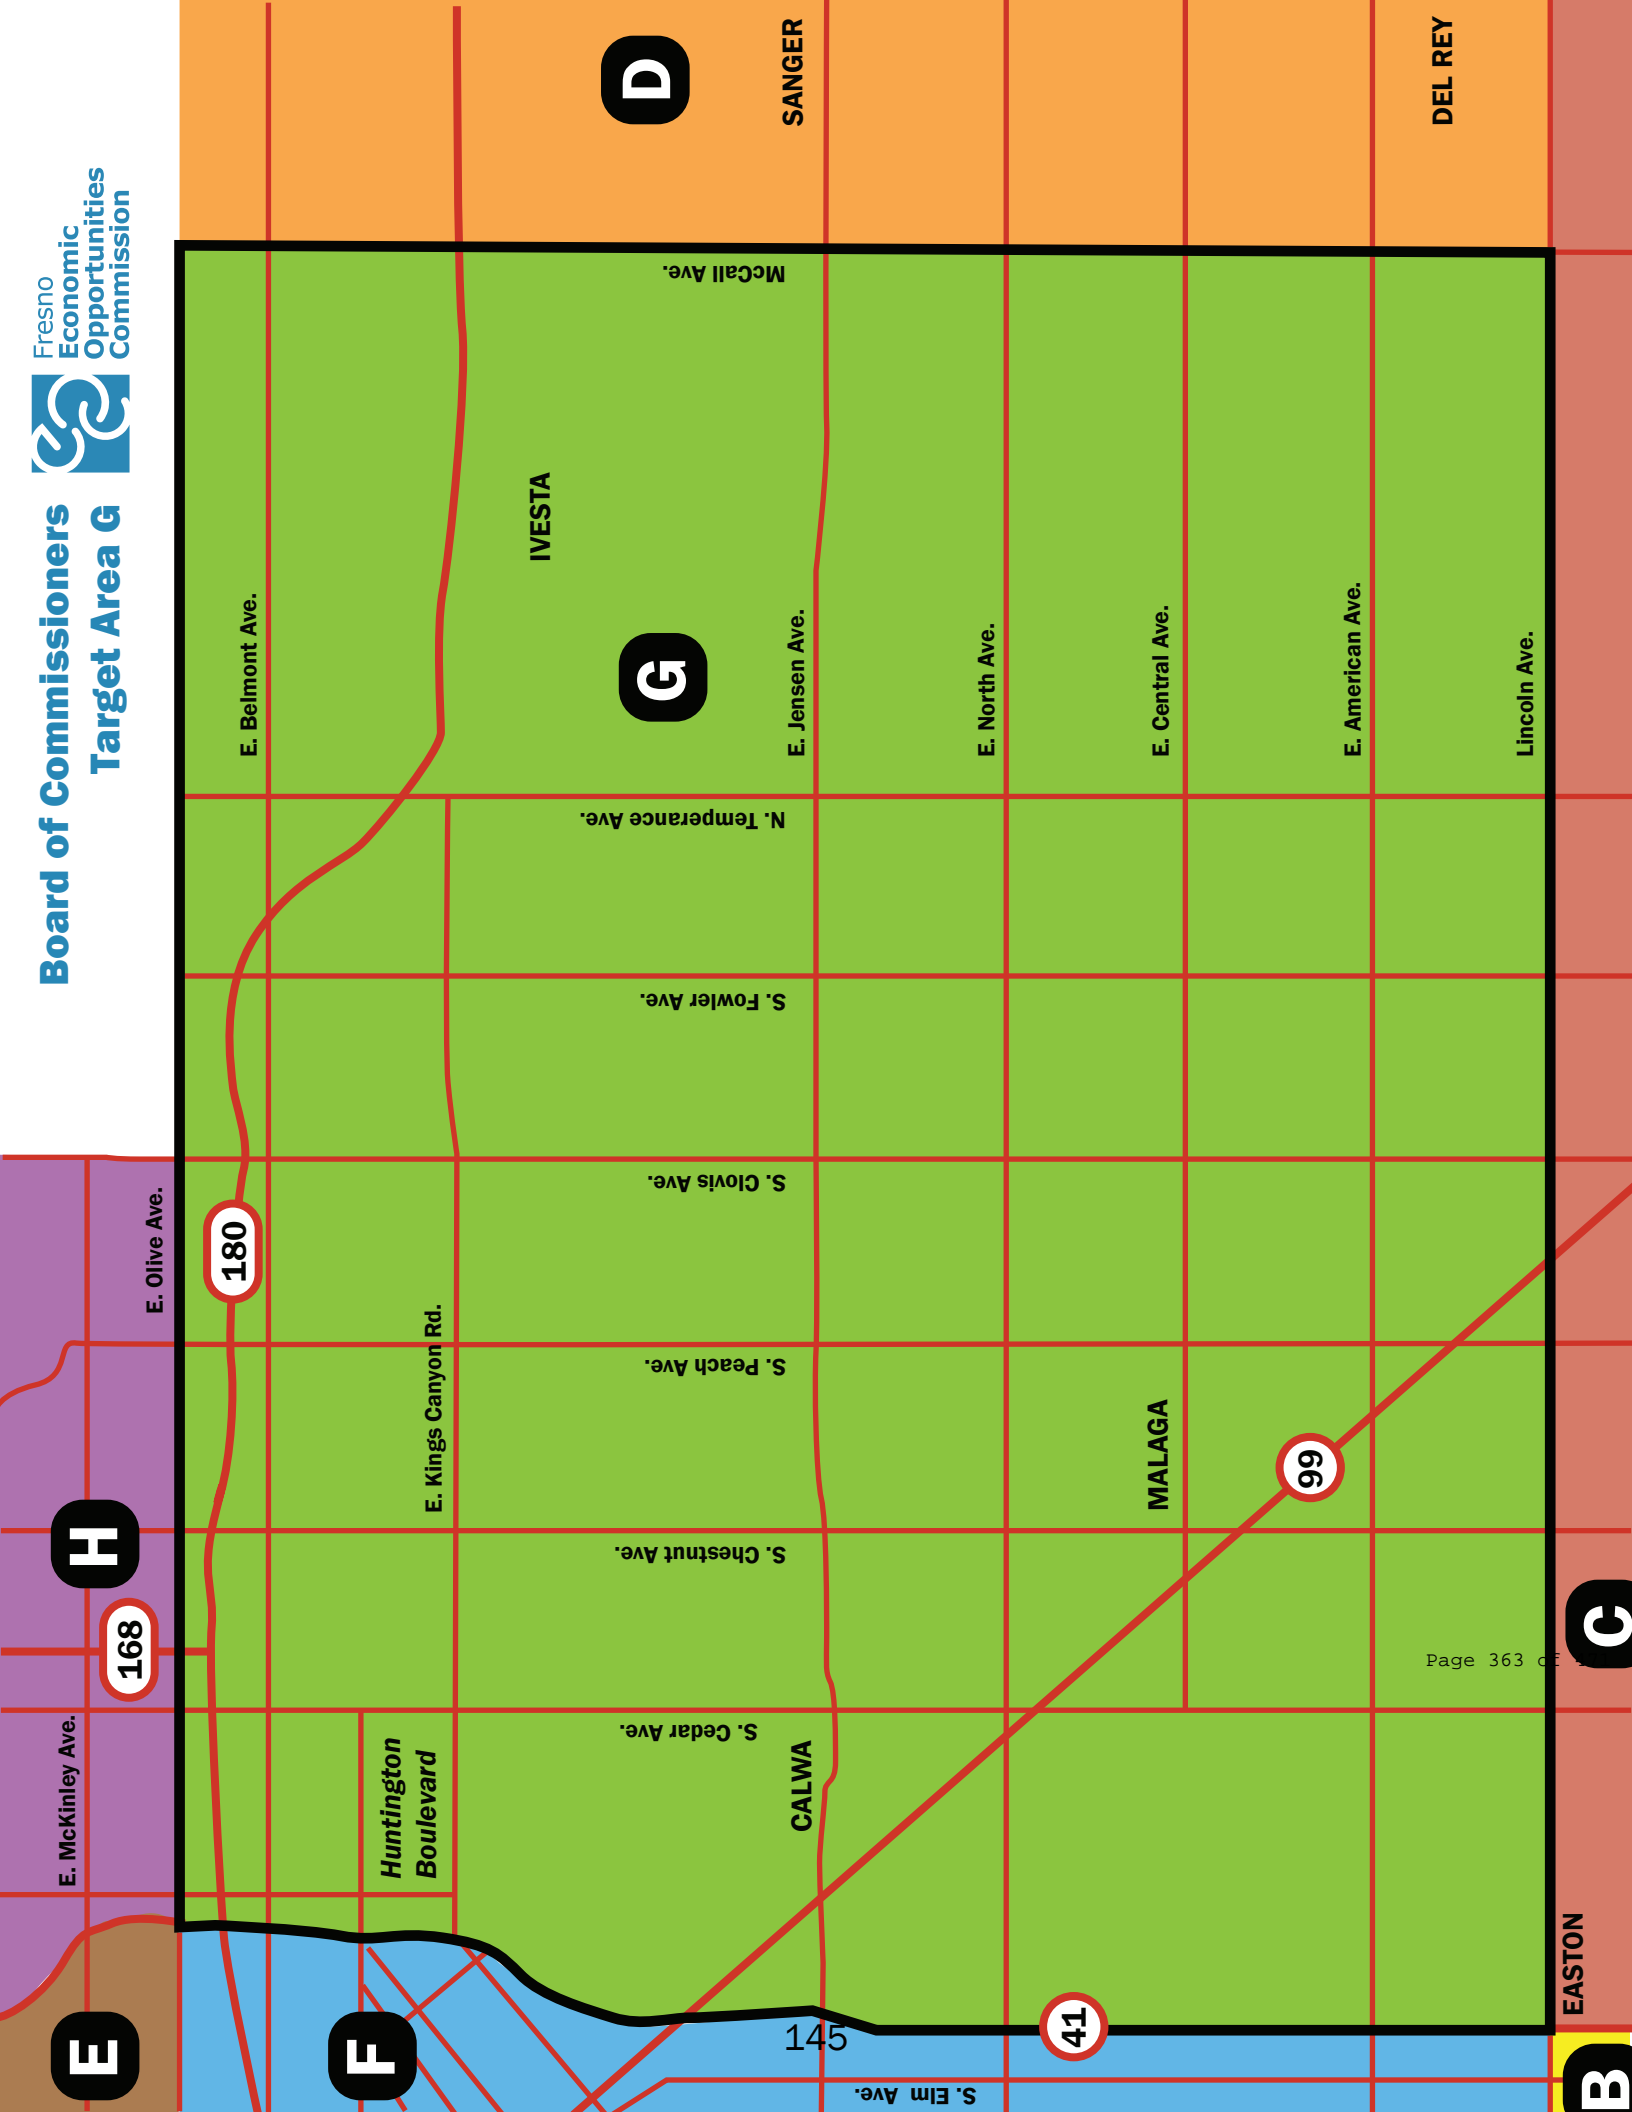 Board of Commissioners
Target Area G
Fresno
Economic
Opportunities
Commission
E
H
168
E. McKinley Ave.
E. Olive Ave.
F
180
E. Belmont Ave.
Huntington
Boulevard
E. Kings Canyon Rd.
IVESTA
G
D
SANGER
McCall Ave.
N. Temperance Ave.
S. Fowler Ave.
S. Clovis Ave.
S. Peach Ave.
S. Chestnut Ave.
S. Cedar Ave.
CALWA
E. Jensen Ave.
145
S. Elm Ave.
E. North Ave.
41
MALAGA
E. Central Ave.
99
E. American Ave.
DEL REY
Lincoln Ave.
EASTON
B
C
Page 363 of